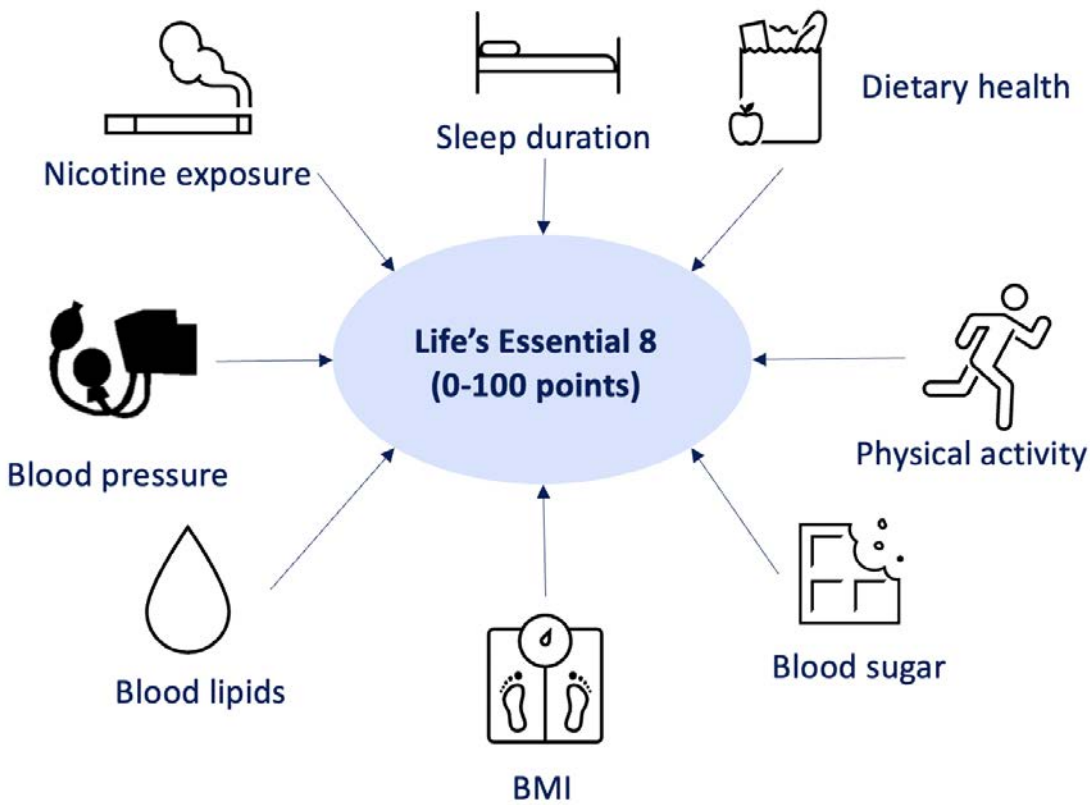 Nicotine exposure
Sleep duration
Dietary health
Life’s Essential 8
(0-100 points)
Blood pressure
Physical activity
Blood lipids
Blood sugar
BMI